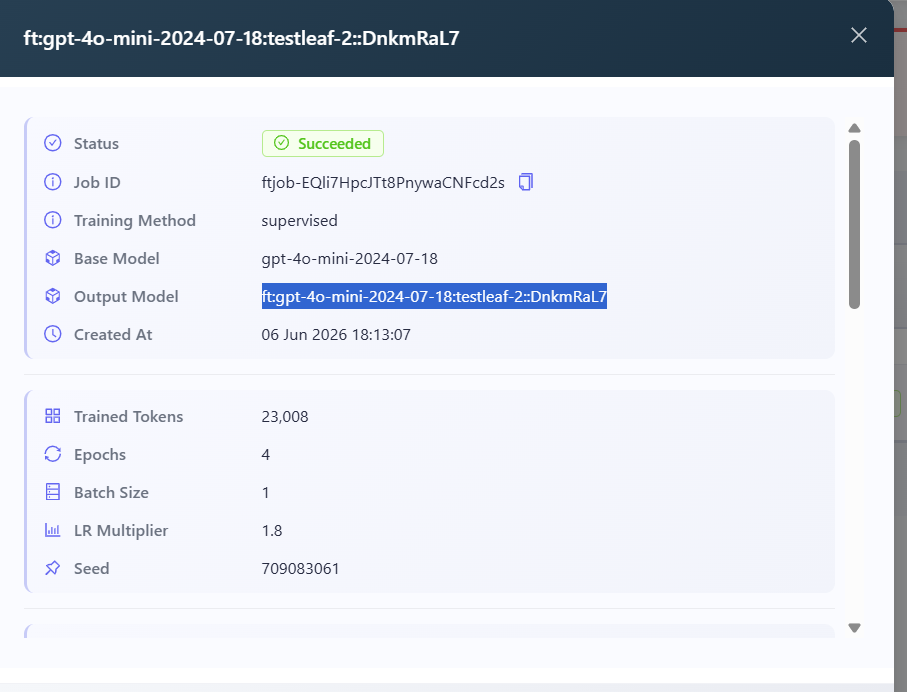 ft:gpt-4o-mini-2024-07-18:testleaf-2::DnkmRaL7
Status Succeeded
Job ID ftjob-EQli7HpcJTt8PnywaCNFcd2s
Training Method supervised
Base Model gpt-4o-mini-2024-07-18
Output Model ft:gpt-4o-mini-2024-07-18:testleaf-2::DnkmRaL7
Created At 06 Jun 2026 18:13:07
Trained Tokens 23,008
Epochs 4
Batch Size 1
LR Multiplier 1.8
Seed 709083061